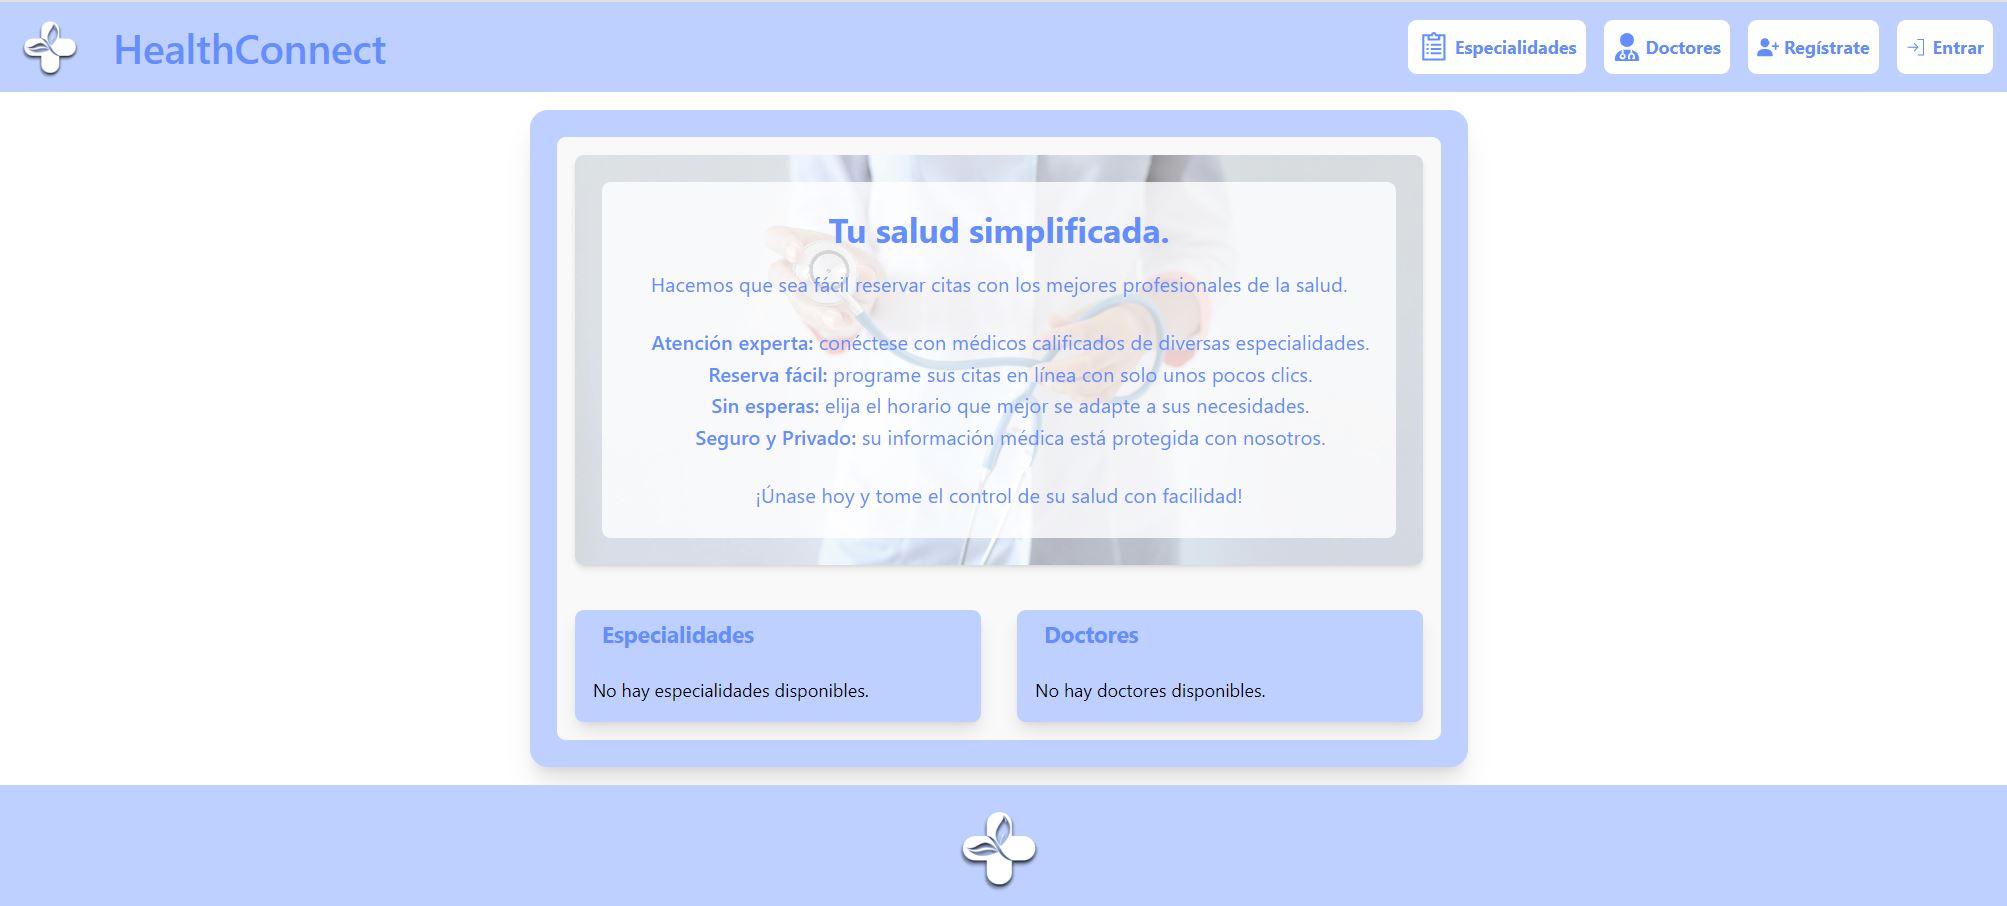 HealthConnect
Especialidades
Doctores
Regístrate
Entrar
Tu salud simplificada.
Hacemos que sea fácil reservar citas con los mejores profesionales de la salud.
Atención experta: conéctese con médicos calificados de diversas especialidades.
Reserva fácil: programe sus citas en línea con solo unos pocos clics.
Sin esperas: elija el horario que mejor se adapte a sus necesidades.
Seguro y Privado: su información médica está protegida con nosotros.
¡Únase hoy y tome el control de su salud con facilidad!
Especialidades
No hay especialidades disponibles.
Doctores
No hay doctores disponibles.